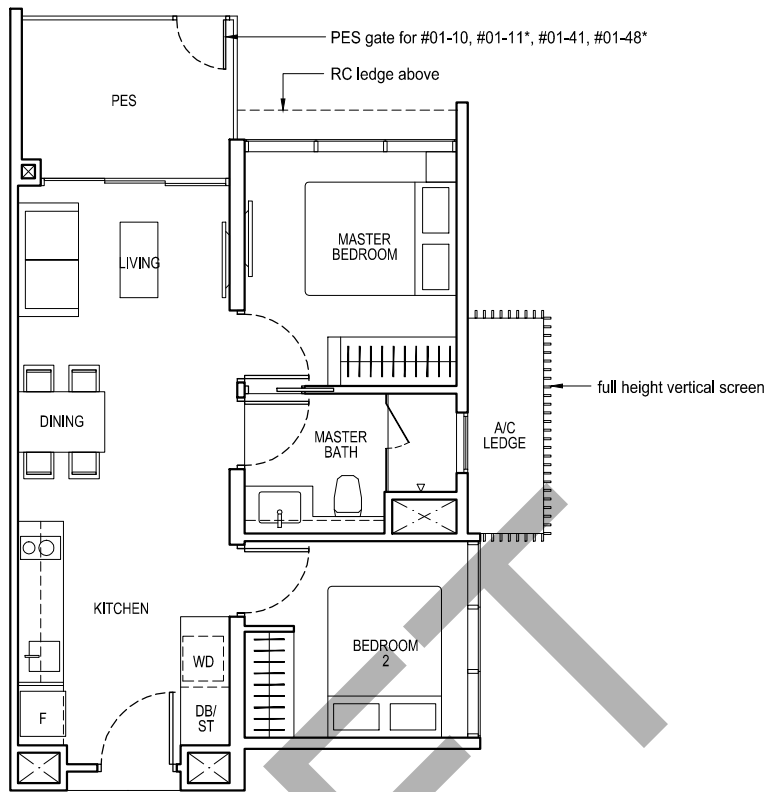 PES gate for #01-10, #01-11*, #01-41, #01-48*
RC ledge above
PES
MASTER
BEDROOM
LIVING
full height vertical screen
DINING
MASTER
BATH
A/C
LEDGE
KITCHEN
BEDROOM
2
WD
F
DB/
ST